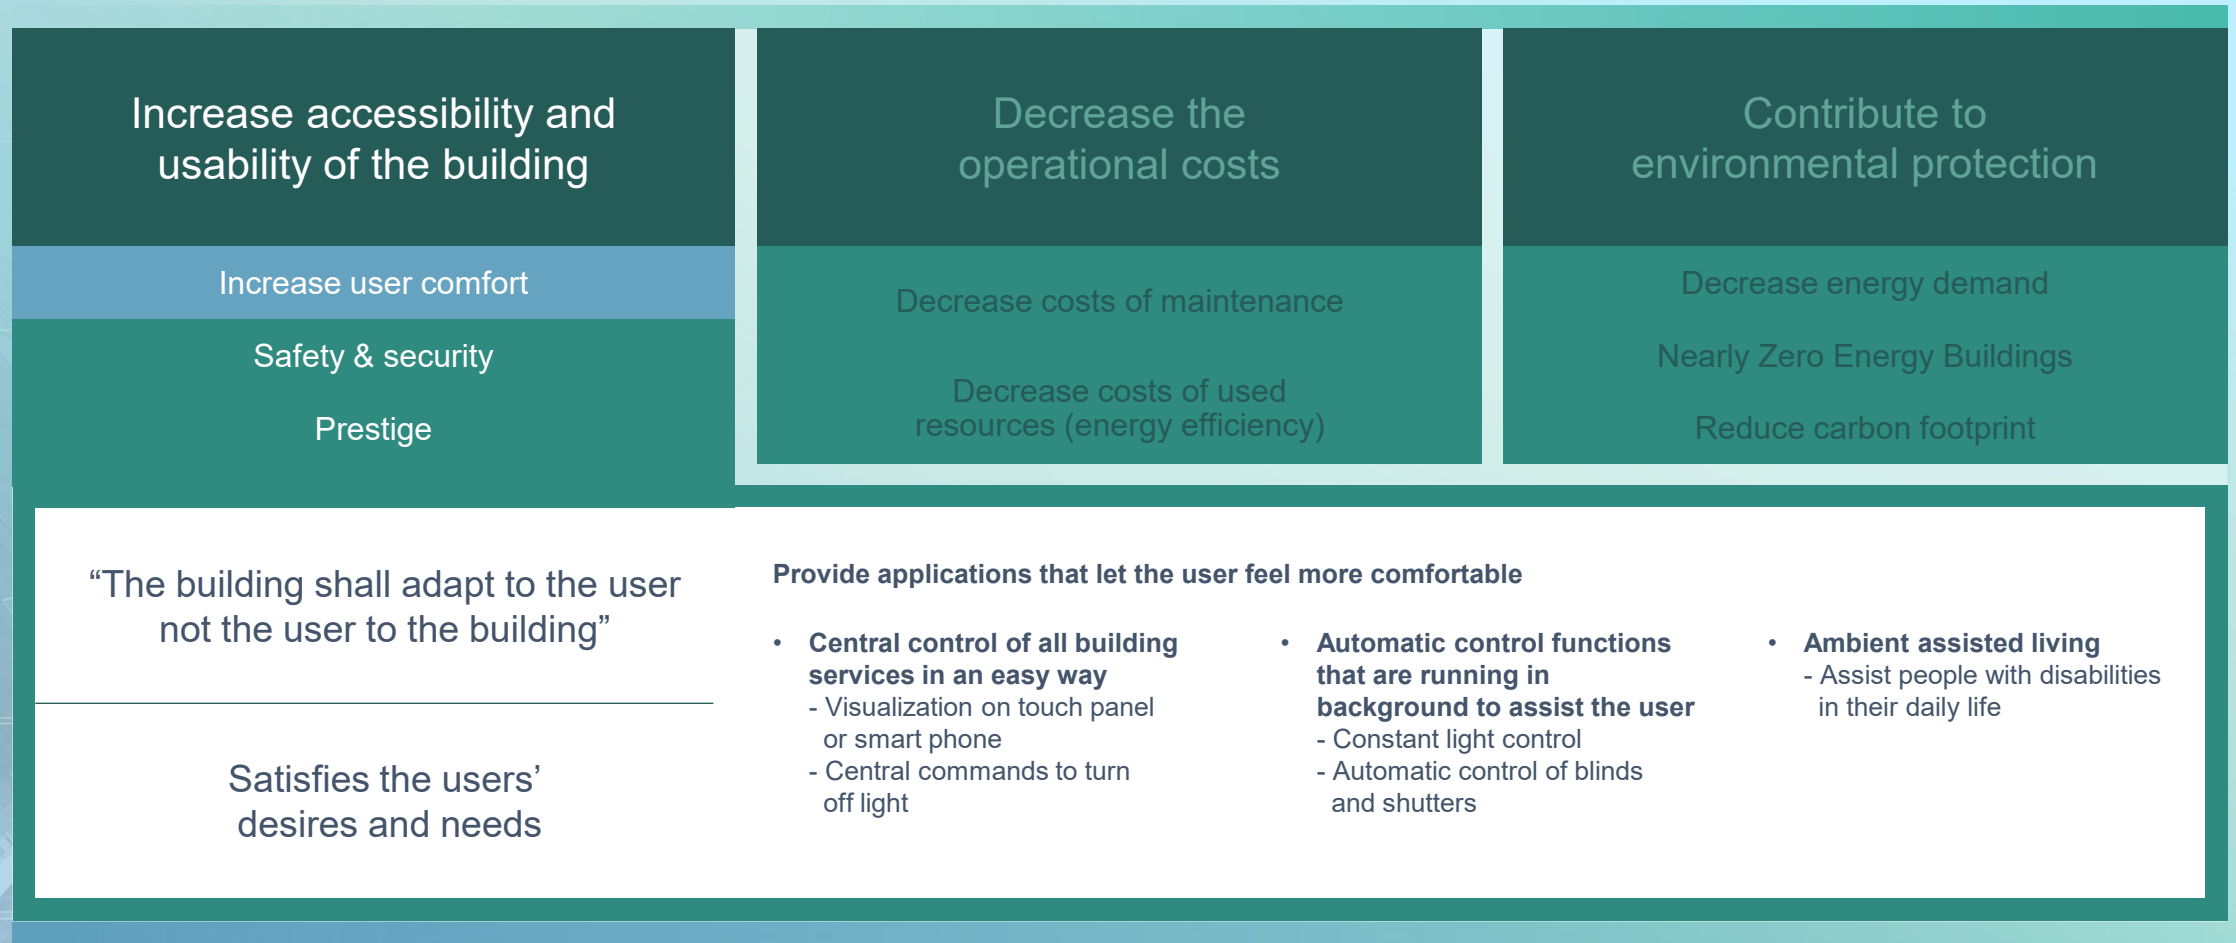 Increase accessibility and
usability of the building
Increase user comfort
Safety & security
Prestige
Decrease the
operational costs
Decrease costs of maintenance
Decrease costs of used
resources (energy efficiency)
Contribute to
environmental protection
Decrease energy demand
Nearly Zero Energy Buildings
Reduce carbon footprint
“The building shall adapt to the user
not the user to the building”
Satisfies the users’
desires and needs
Provide applications that let the user feel more comfortable
• Central control of all building
services in an easy way
- Visualization on touch panel
or smart phone
- Central commands to turn
off light
• Automatic control functions
that are running in
background to assist the user
- Constant light control
- Automatic control of blinds
and shutters
• Ambient assisted living
- Assist people with disabilities
in their daily life